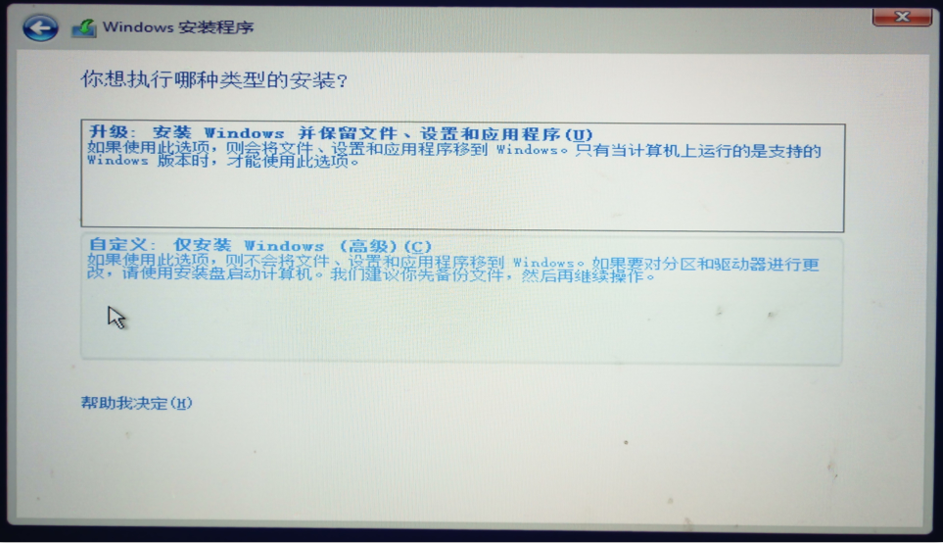 Windows 安装程序
你想执行哪种类型的安装?
升级: 安装 Windows 并保留文件、设置和应用程序(U)
如果使用此选项，则会将文件、设置和应用程序移到 Windows。只有当计算机上运行的是支持的
Windows 版本时，才能使用此选项。
自定义: 仅安装 Windows (高级)(C)
如果使用此选项，则不会将文件、设置和应用程序移到 Windows。如果要对分区和驱动器进行更
改，请使用安装盘启动计算机。我们建议你先备份文件，然后再继续操作。
帮助我决定(H)